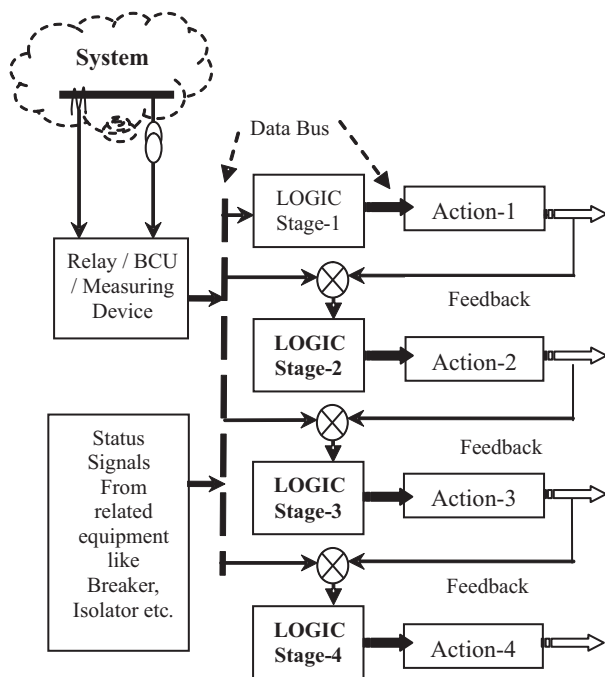 System
Data Bus
LOGIC
Stage-1
Action-1
Relay / BCU
/ Measuring
Device
Feedback
LOGIC
Stage-2
Action-2
Status
Signals
From
related
equipment
like
Breaker,
Isolator etc.
Feedback
LOGIC
Stage-3
Action-3
Feedback
LOGIC
Stage-4
Action-4